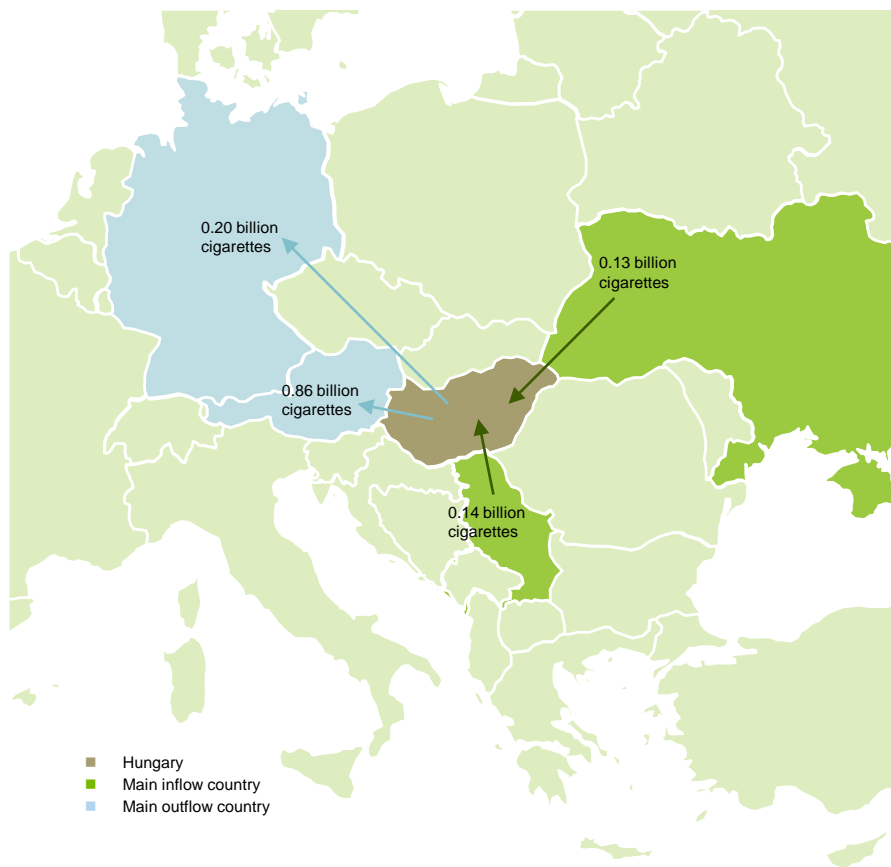 0.20 billion
cigarettes
0.13 billion
cigarettes
0.86 billion
cigarettes
0.14 billion
cigarettes
Hungary
Main inflow country
Main outflow country